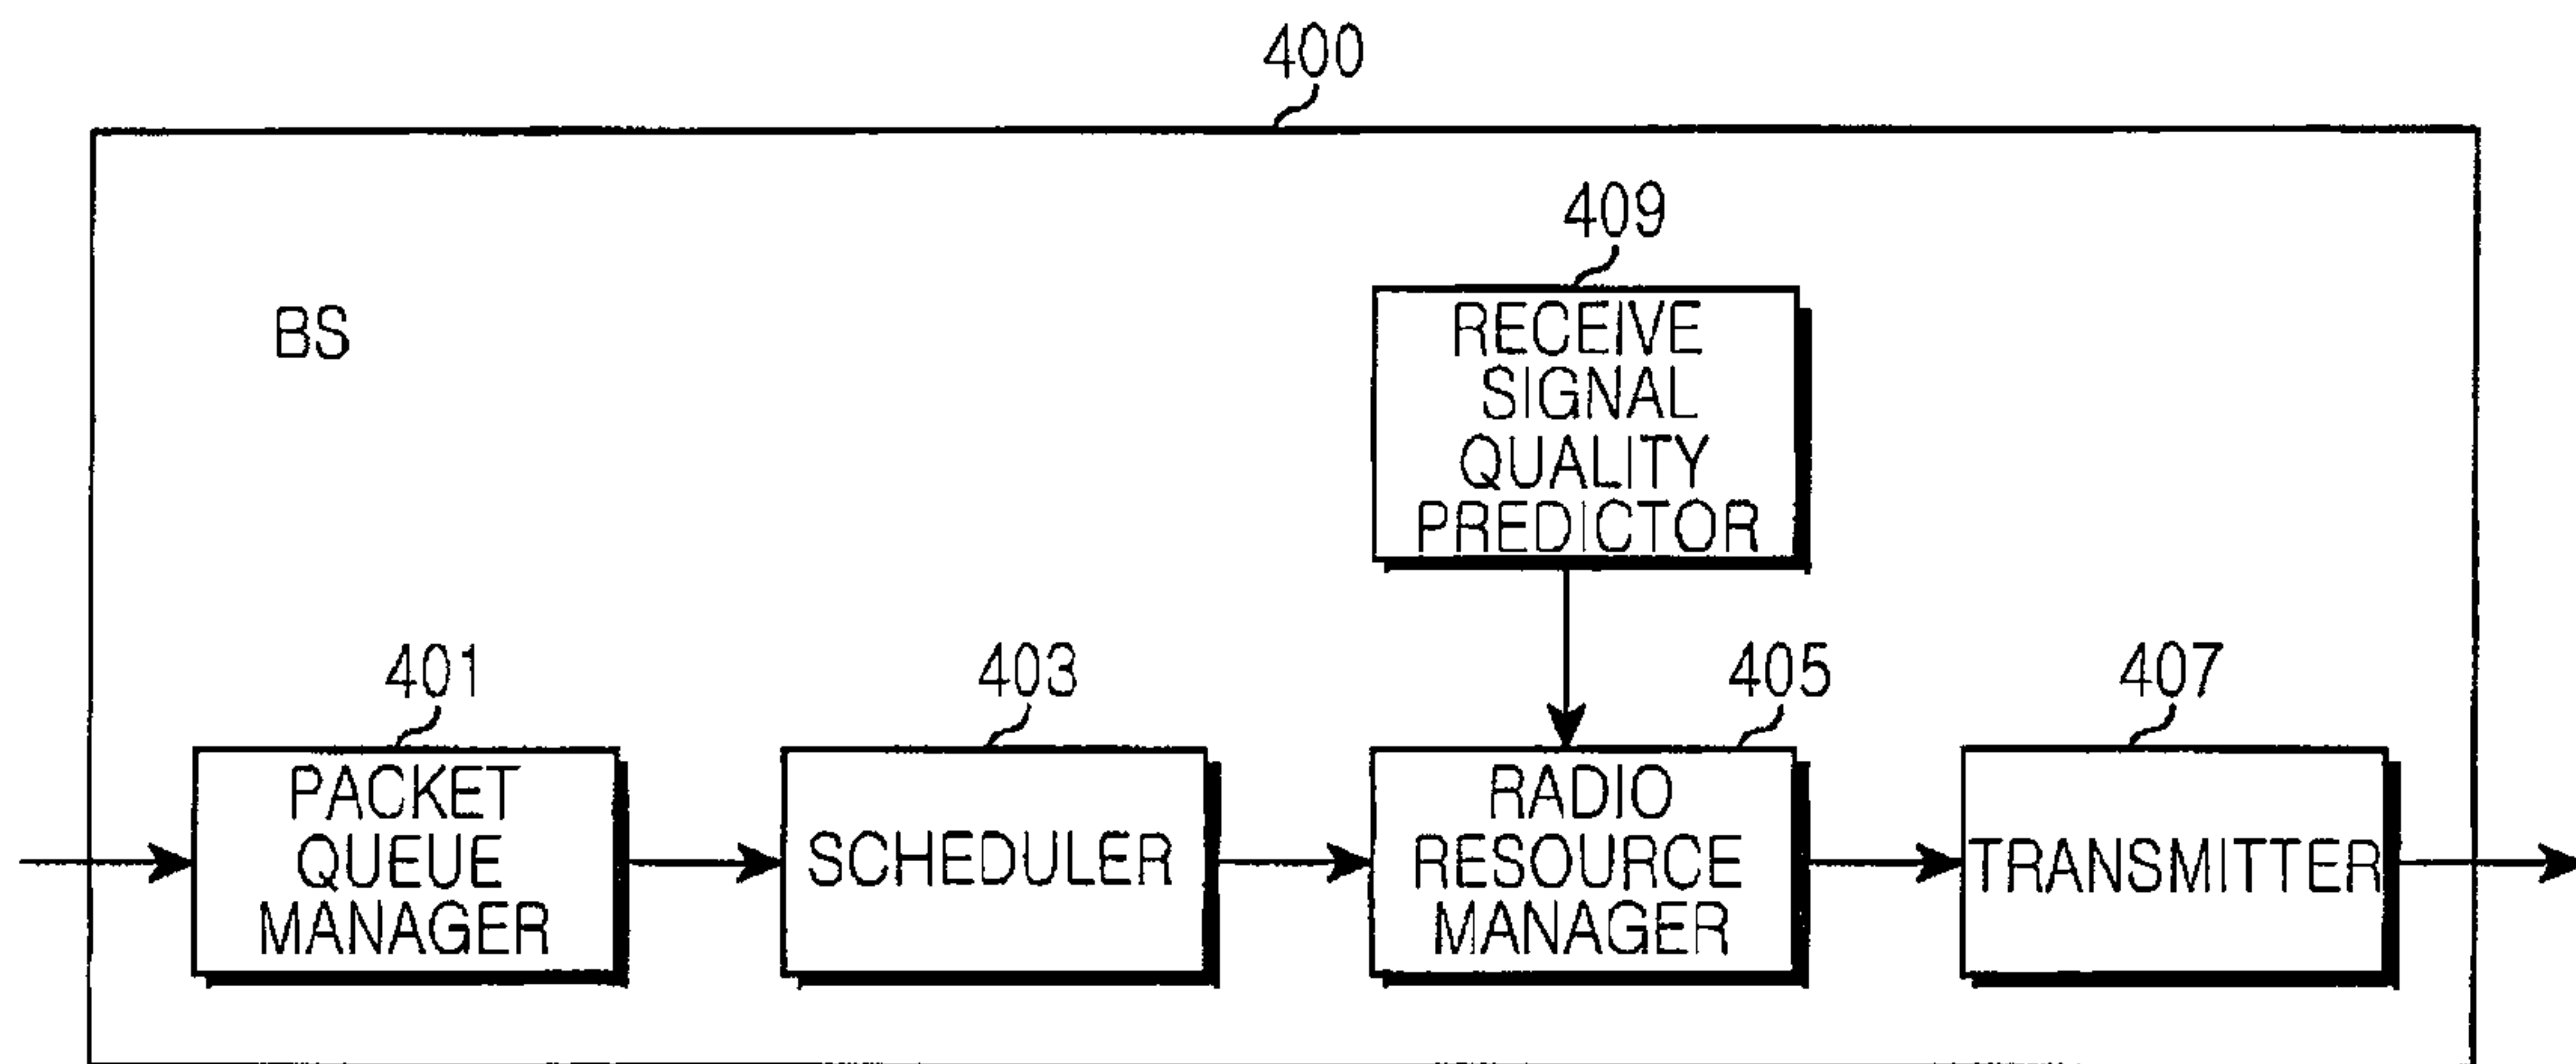 400
BS
409
RECEIVE
SIGNAL
QUALITY
PREDICTOR
401
403
405
407
PACKET
QUEUE
MANAGER
SCHEDULER
RADIO
RESOURCE
MANAGER
TRANSMITTER